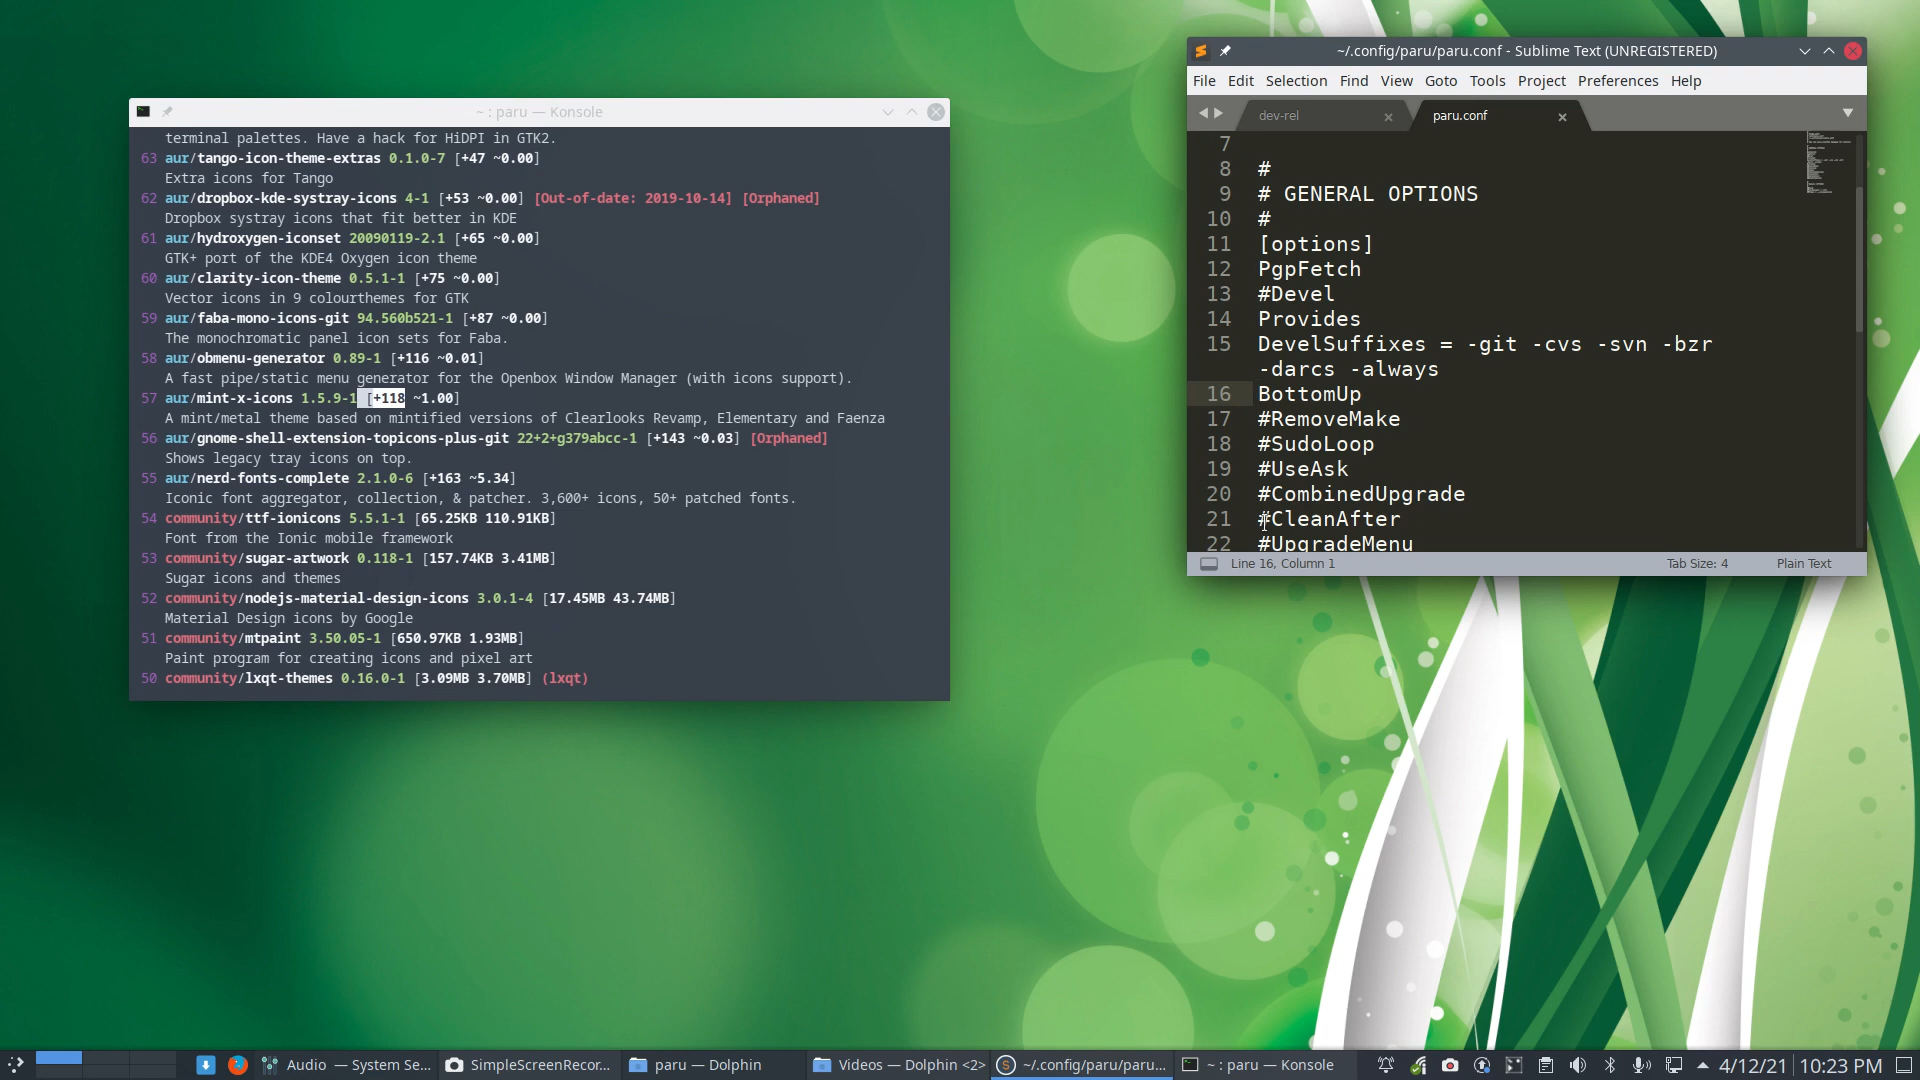 ~ : paru — Konsole
terminal palettes. Have a hack for HiDPI in GTK2.
63 aur/tango-icon-theme-extras 0.1.0-7 [+47 ~0.00]
Extra icons for Tango
62 aur/dropbox-kde-systray-icons 4-1 [+53 ~0.00] [Out-of-date: 2019-10-14] [Orphaned]
Dropbox systray icons that fit better in KDE
61 aur/hydroxygen-iconset 20090119-2.1 [+65 ~0.00]
GTK+ port of the KDE4 Oxygen icon theme
60 aur/clarity-icon-theme 0.5.1-1 [+75 ~0.00]
Vector icons in 9 colourthemes for GTK
59 aur/faba-mono-icons-git 94.560b521-1 [+87 ~0.00]
The monochromatic panel icon sets for Faba.
58 aur/obmenu-generator 0.89-1 [+116 ~0.01]
A fast pipe/static menu generator for the Openbox Window Manager (with icons support).
57 aur/mint-x-icons 1.5.9-1 [+118 ~1.00]
A mint/metal theme based on mintified versions of Clearlooks Revamp, Elementary and Faenza
56 aur/gnome-shell-extension-topicons-plus-git 22+2+g379abcc-1 [+143 ~0.03] [Orphaned]
Shows legacy tray icons on top.
55 aur/nerd-fonts-complete 2.1.0-6 [+163 ~5.34]
Iconic font aggregator, collection, & patcher. 3,600+ icons, 50+ patched fonts.
54 community/ttf-ionicons 5.5.1-1 [65.25KB 110.91KB]
Font from the Ionic mobile framework
53 community/sugar-artwork 0.118-1 [157.74KB 3.41MB]
Sugar icons and themes
52 community/nodejs-material-design-icons 3.0.1-4 [17.45MB 43.74MB]
Material Design icons by Google
51 community/mtpaint 3.50.05-1 [650.97KB 1.93MB]
Paint program for creating icons and pixel art
50 community/lxqt-themes 0.16.0-1 [3.09MB 3.70MB] (lxqt)
~/.config/paru/paru.conf - Sublime Text (UNREGISTERED)
File Edit Selection Find View Goto Tools Project Preferences Help
dev-rel paru.conf
7
8 #
9 # GENERAL OPTIONS
10 #
11 [options]
12 PgpFetch
13 #Devel
14 Provides
15 DevelSuffixes = -git -cvs -svn -bzr
-darcs -always
16 BottomUp
17 #RemoveMake
18 #SudoLoop
19 #UseAsk
20 #CombinedUpgrade
21 #CleanAfter
22 #UpgradeMenu
Line 16, Column 1 Tab Size: 4 Plain Text
Audio — System Se... SimpleScreenRecor... paru — Dolphin Videos — Dolphin <2> ~/.config/paru/paru... ~ : paru — Konsole 4/12/21 10:23 PM